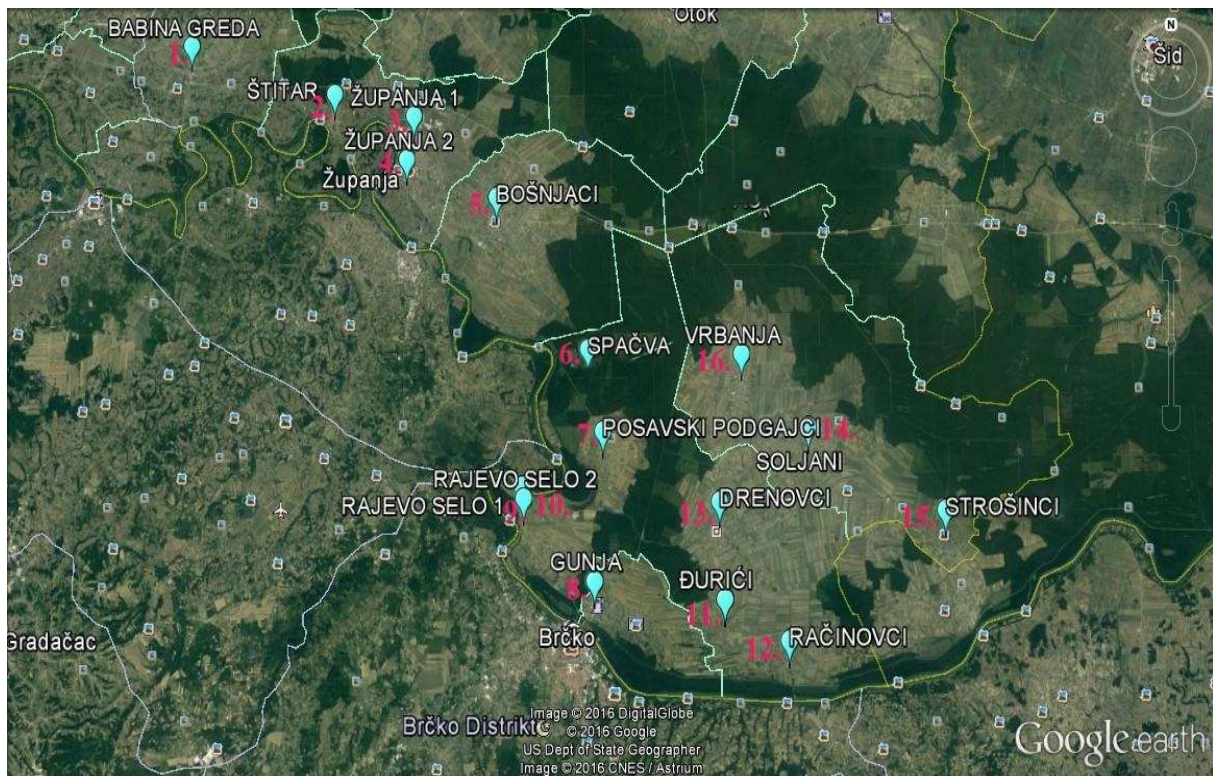 Otok
BABINA GREDA
1.
Šid
N
ŠTITAR
2.
ŽUPANJA 1
3.
ŽUPANJA 2
4.
Županja
5.
BOŠNJACI
6.
SPAČVA
VRBANJA
16.
7.
POSAVSKI PODGAJCI
14.
SOLJANI
RAJEVO SELO 2
RAJEVO SELO 1
9.
10.
DRENOVCI
13.
15.
STROŠINCI
GUNJA
8.
ĐURIĆI
11.
Brčko
12.
RAČINOVCI
Gradačac
Brčko Distrikt
Image © 2016 DigitalGlobe
© 2016 Google
US Dept of State Geographer
Image © 2016 CNES / Astrium
Google earth